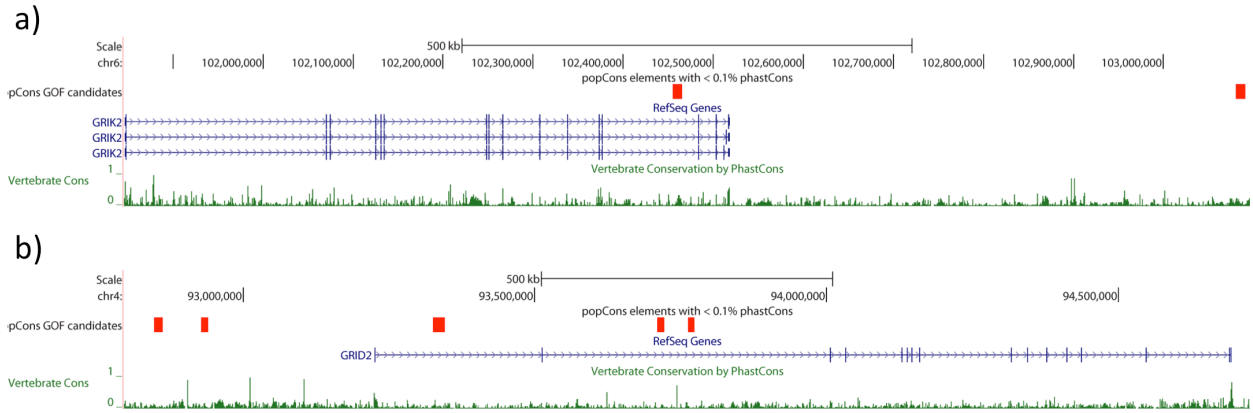 a)
Scale 500 kb
chr6: 102,000,000 102,100,000 102,200,000 102,300,000 102,400,000 102,500,000 102,600,000 102,700,000 102,800,000 102,900,000 103,000,000
popCons elements with < 0.1% phastCons
opCons GOF candidates
RefSeq Genes
GRIK2
GRIK2
GRIK2
Vertebrate Conservation by PhastCons
1
Vertebrate Cons
0
b)
Scale 500 kb
chr4: 93,000,000 93,500,000 94,000,000 94,500,000
popCons elements with < 0.1% phastCons
opCons GOF candidates
RefSeq Genes
GRID2
Vertebrate Conservation by PhastCons
1
Vertebrate Cons
0